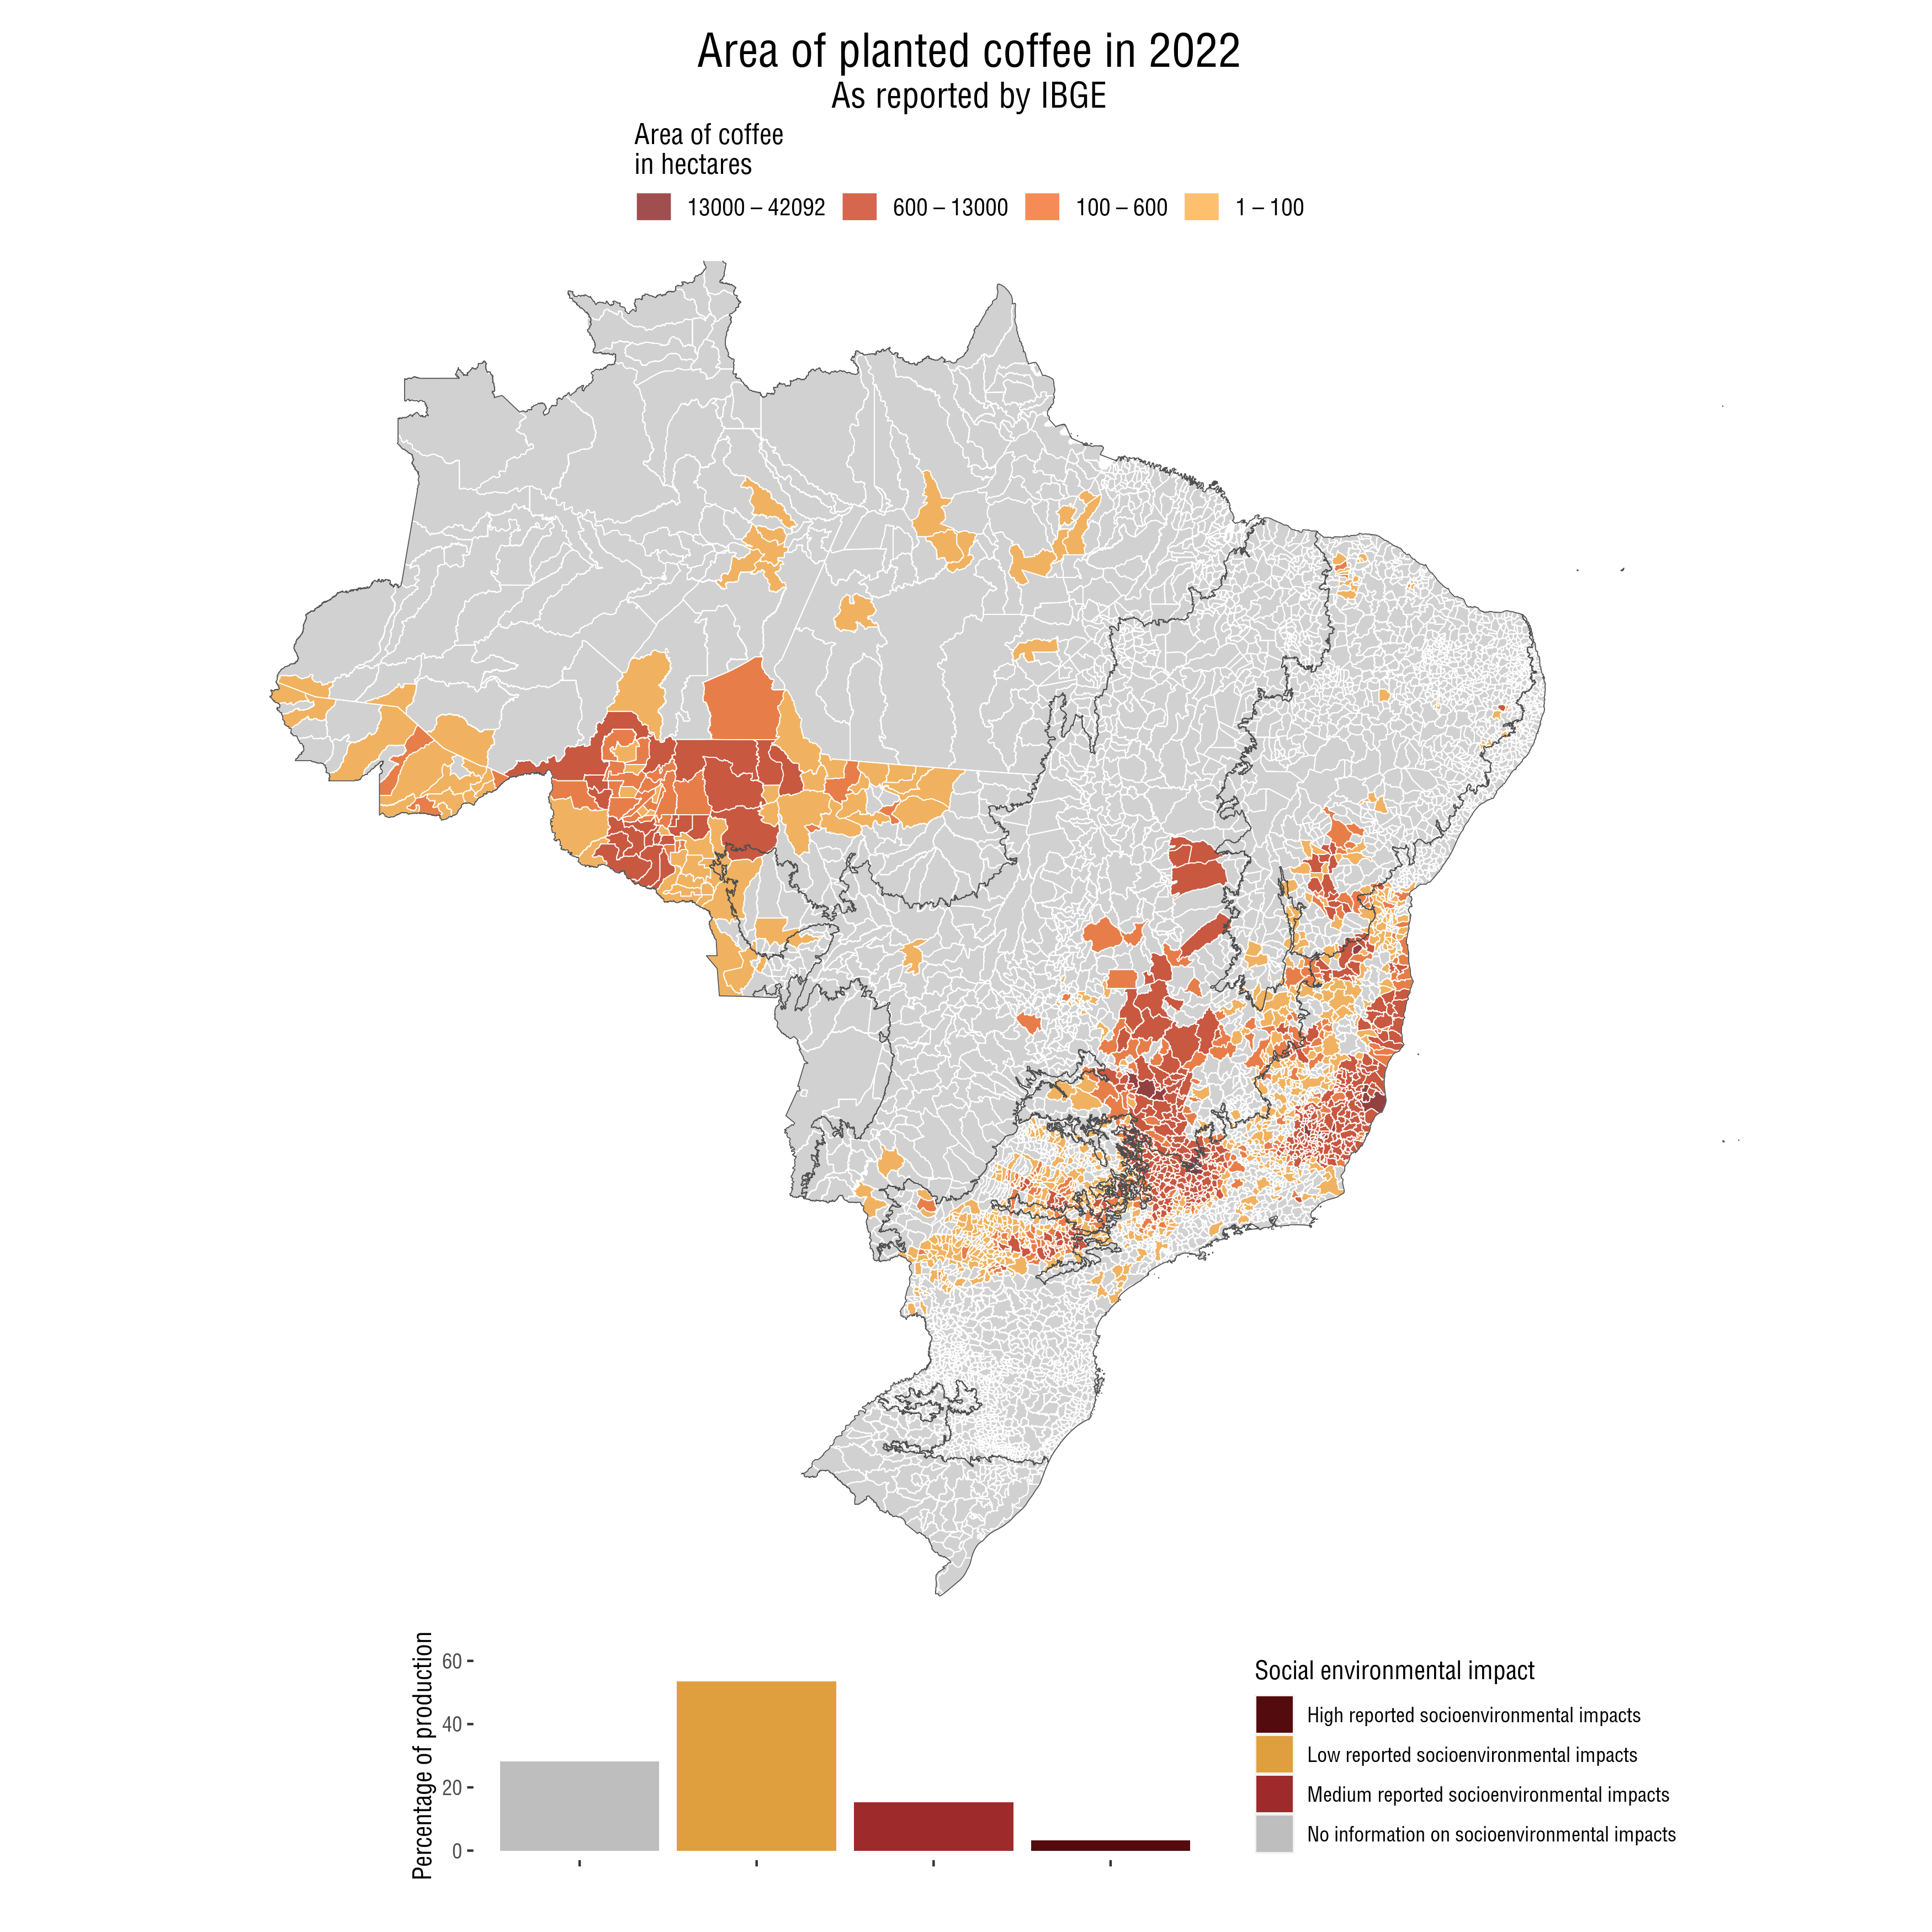 Area of planted coffee in 2022
As reported by IBGE
Area of coffee
in hectares
13000 – 42092 600 – 13000 100 – 600 1 – 100
Percentage of production
60
40
20
0
Social environmental impact
High reported socioenvironmental impacts
Low reported socioenvironmental impacts
Medium reported socioenvironmental impacts
No information on socioenvironmental impacts